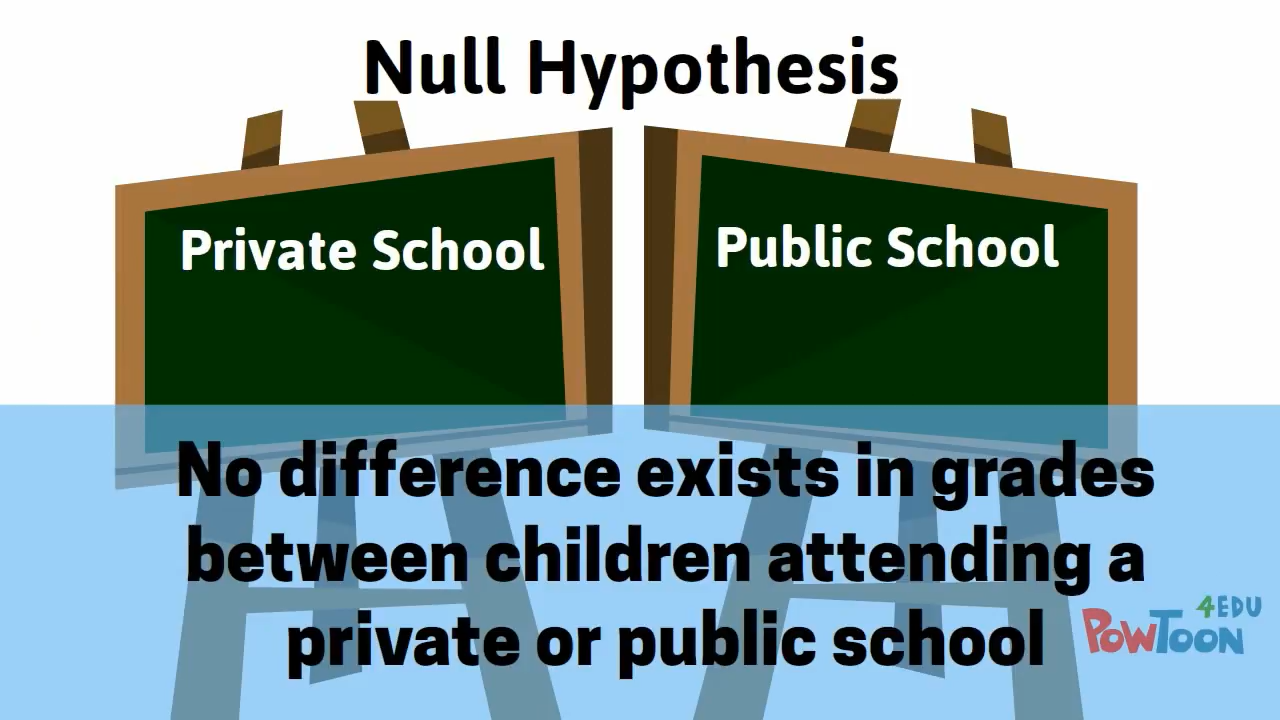 Null Hypothesis
Private School
Public School
No difference exists in grades
between children attending a
private or public school
4EDU
POWTOON